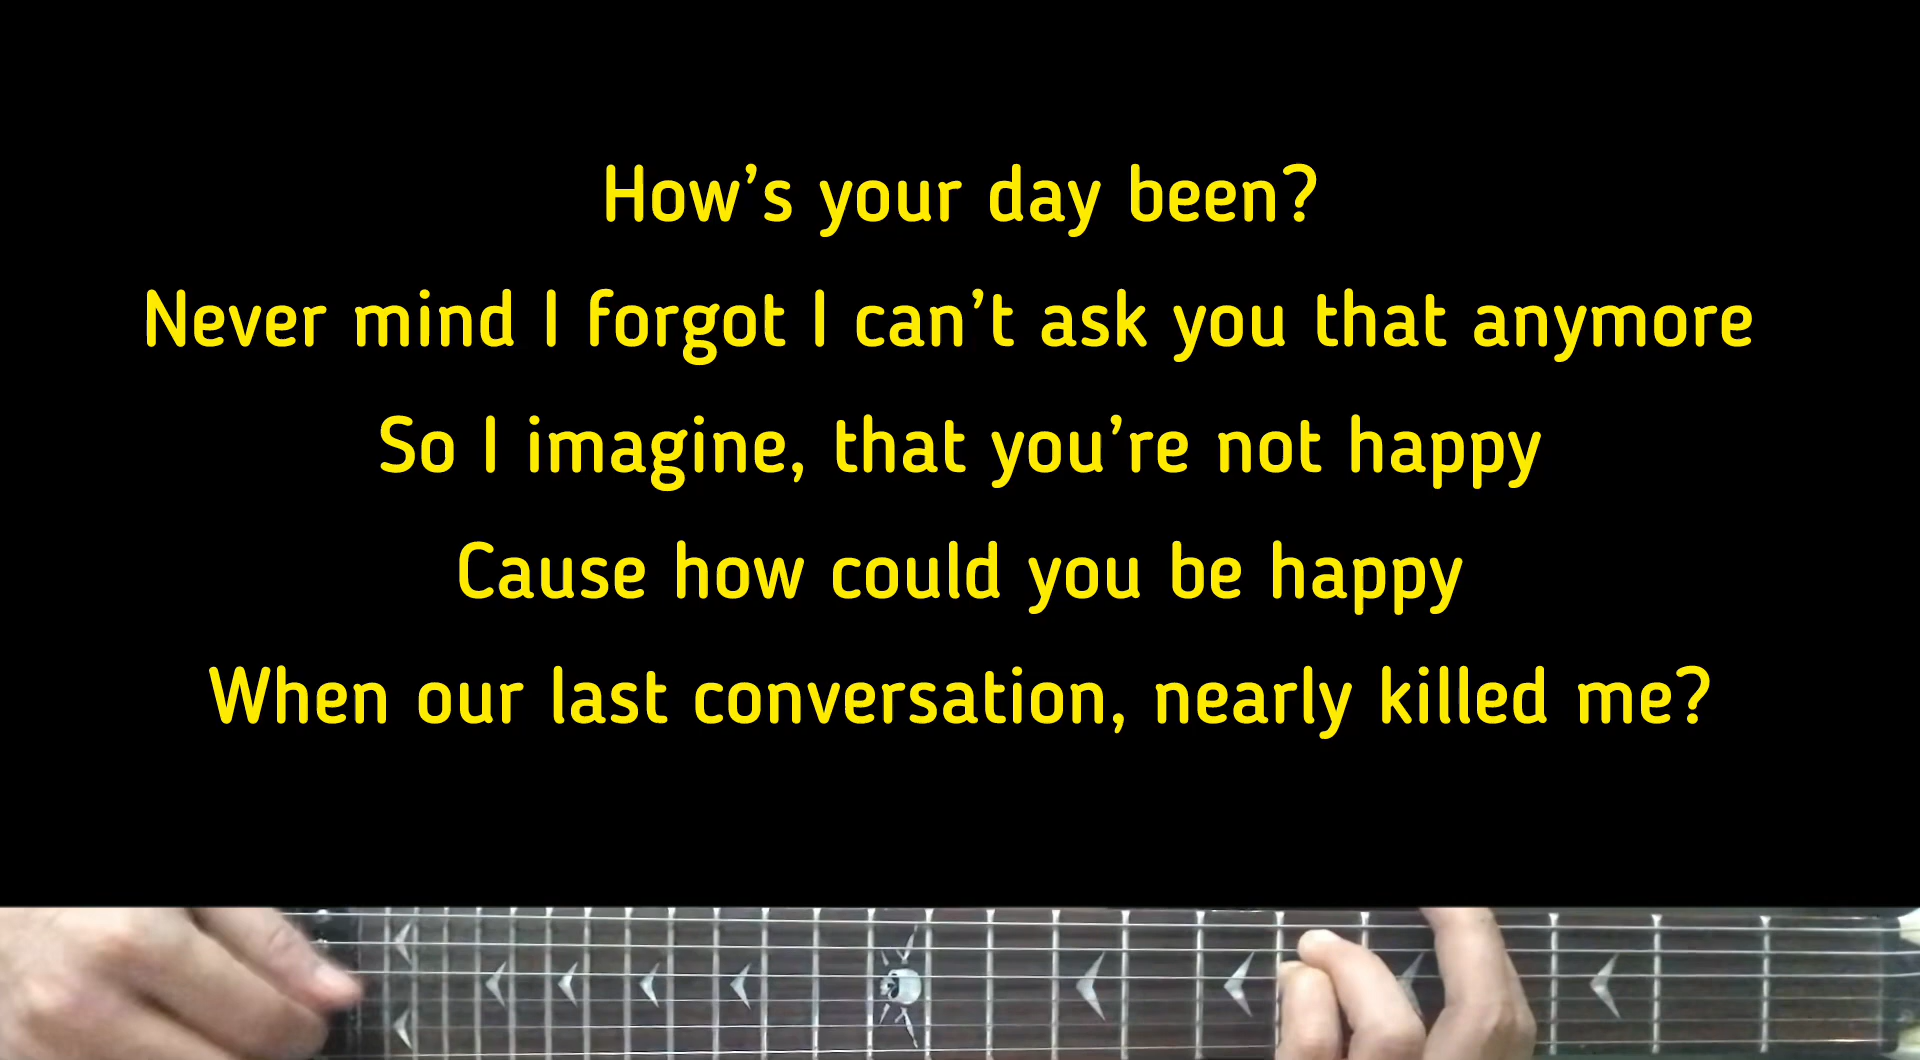 How’s your day been?
Never mind I forgot I can’t ask you that anymore
So I imagine, that you’re not happy
Cause how could you be happy
When our last conversation, nearly killed me?